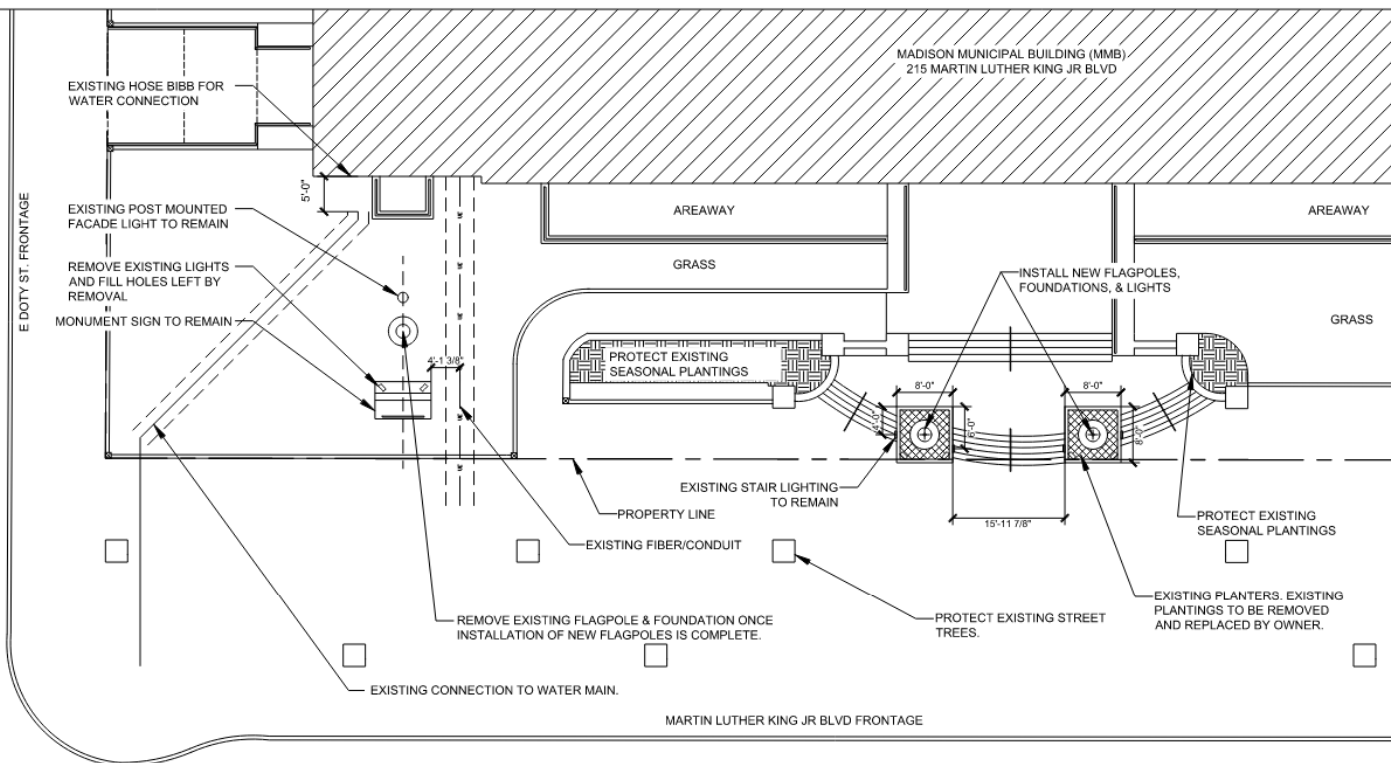 MADISON MUNICIPAL BUILDING (MMB)
215 MARTIN LUTHER KING JR BLVD
EXISTING HOSE BIBB FOR
WATER CONNECTION
5'-0"
E DOTY ST. FRONTAGE
EXISTING POST MOUNTED
FACADE LIGHT TO REMAIN
AREAWAY
AREAWAY
REMOVE EXISTING LIGHTS
AND FILL HOLES LEFT BY
REMOVAL
GRASS
INSTALL NEW FLAGPOLES,
FOUNDATIONS, & LIGHTS
MONUMENT SIGN TO REMAIN
GRASS
4'-1 3/8"
PROTECT EXISTING
SEASONAL PLANTINGS
8'-0"
8'-0"
4'-0"
6'-0"
8'-0"
EXISTING STAIR LIGHTING
TO REMAIN
PROPERTY LINE
15'-11 7/8"
PROTECT EXISTING
SEASONAL PLANTINGS
EXISTING FIBER/CONDUIT
EXISTING PLANTERS. EXISTING
PLANTINGS TO BE REMOVED
AND REPLACED BY OWNER.
REMOVE EXISTING FLAGPOLE & FOUNDATION ONCE
INSTALLATION OF NEW FLAGPOLES IS COMPLETE.
PROTECT EXISTING STREET
TREES.
EXISTING CONNECTION TO WATER MAIN.
MARTIN LUTHER KING JR BLVD FRONTAGE